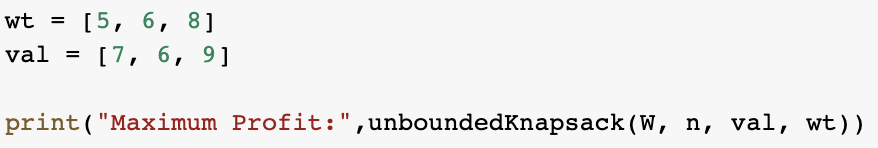 wt = [5, 6, 8]
val = [7, 6, 9]
print("Maximum Profit:",unboundedKnapsack(W, n, val, wt))